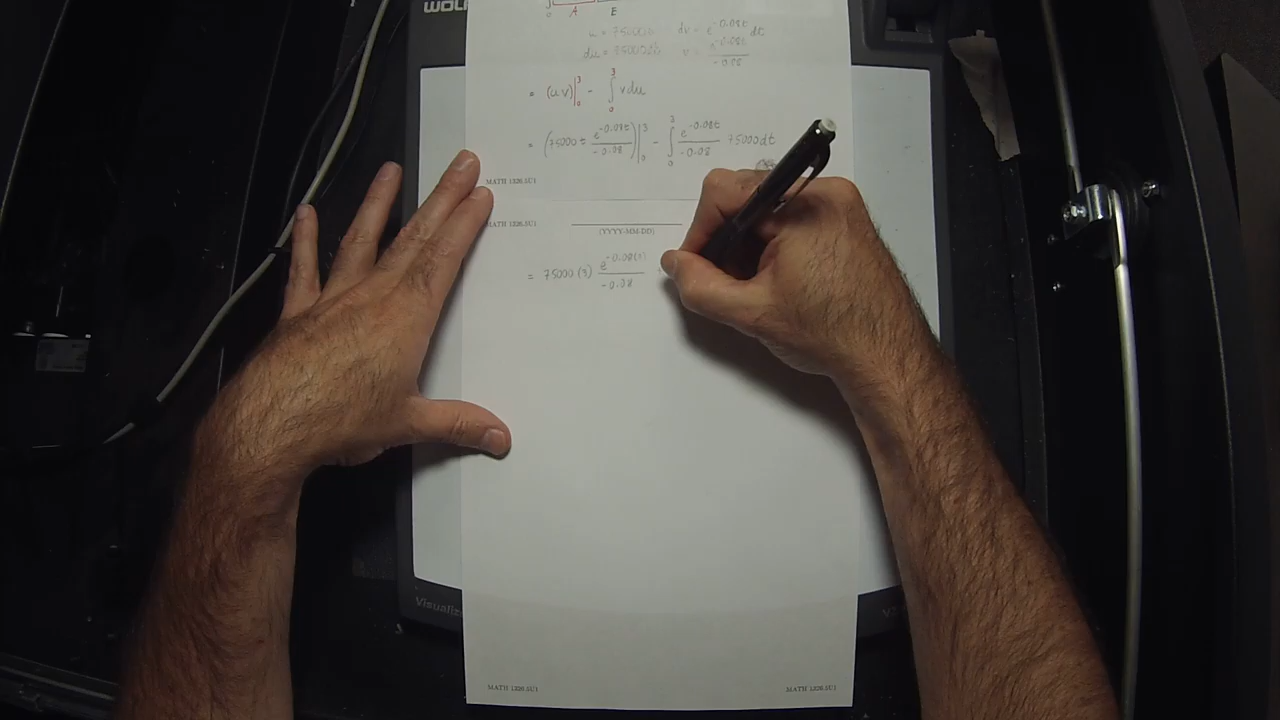 WOLF
0 A E
u = 75000t dv = e^-0.08t dt
du = 75000dt v = e^-0.08t / -0.08
= (uv)|₀³ - ∫₀³ v du
= (75000t e^-0.08t / -0.08)|₀³ - ∫₀³ e^-0.08t / -0.08 75000dt
MATH 1326.SU1
MATH 1326.SU1
(YYYY-MM-DD)
= 75000 (3) e^-0.08(3) / -0.08
Visualiz
V
MATH 1326.SU1 MATH 1326.SU1